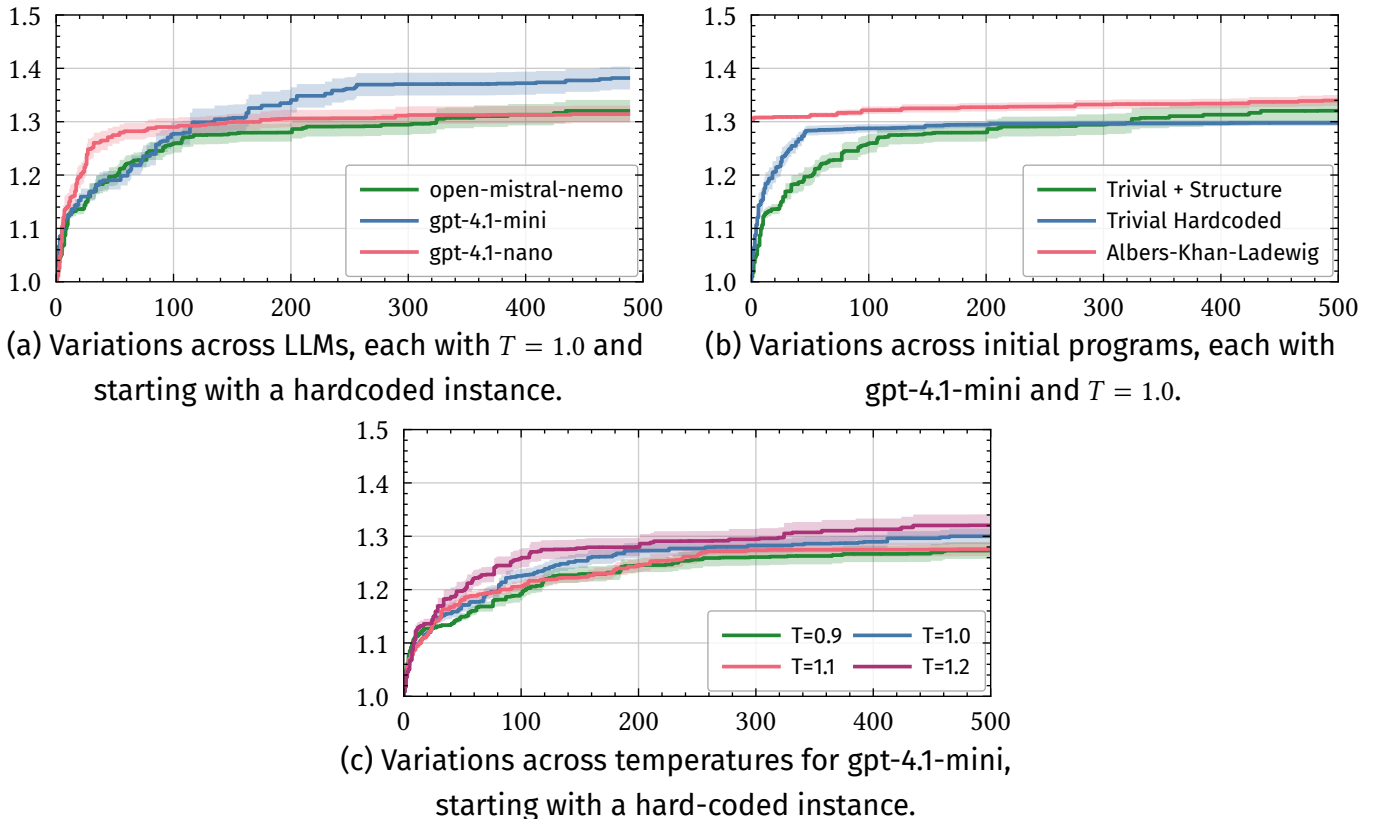 1.5
1.4
1.3
1.2
1.1
1.0
0 100 200 300 400 500
open-mistral-nemo
gpt-4.1-mini
gpt-4.1-nano
(a) Variations across LLMs, each with T = 1.0 and
starting with a hardcoded instance.
1.5
1.4
1.3
1.2
1.1
1.0
0 100 200 300 400 500
Trivial + Structure
Trivial Hardcoded
Albers-Khan-Ladewig
(b) Variations across initial programs, each with
gpt-4.1-mini and T = 1.0.
1.5
1.4
1.3
1.2
1.1
1.0
0 100 200 300 400 500
T=0.9 T=1.0
T=1.1 T=1.2
(c) Variations across temperatures for gpt-4.1-mini,
starting with a hard-coded instance.